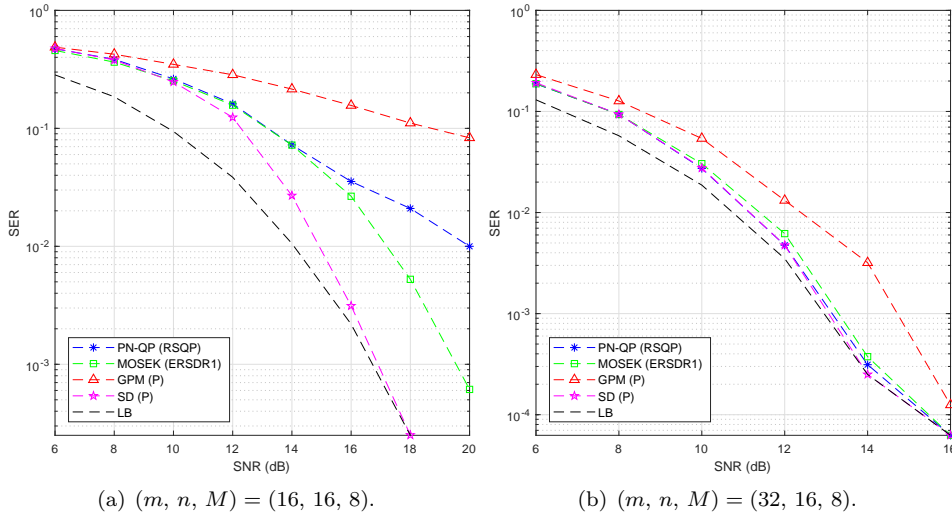 10^0
10^-1
10^-2
10^-3
SER
PN-QP (RSQP)
MOSEK (ERSDR1)
GPM (P)
SD (P)
LB
6 8 10 12 14 16 18 20
SNR (dB)
(a) (m, n, M) = (16, 16, 8).
10^0
10^-1
10^-2
10^-3
10^-4
SER
PN-QP (RSQP)
MOSEK (ERSDR1)
GPM (P)
SD (P)
LB
6 8 10 12 14 16
SNR (dB)
(b) (m, n, M) = (32, 16, 8).